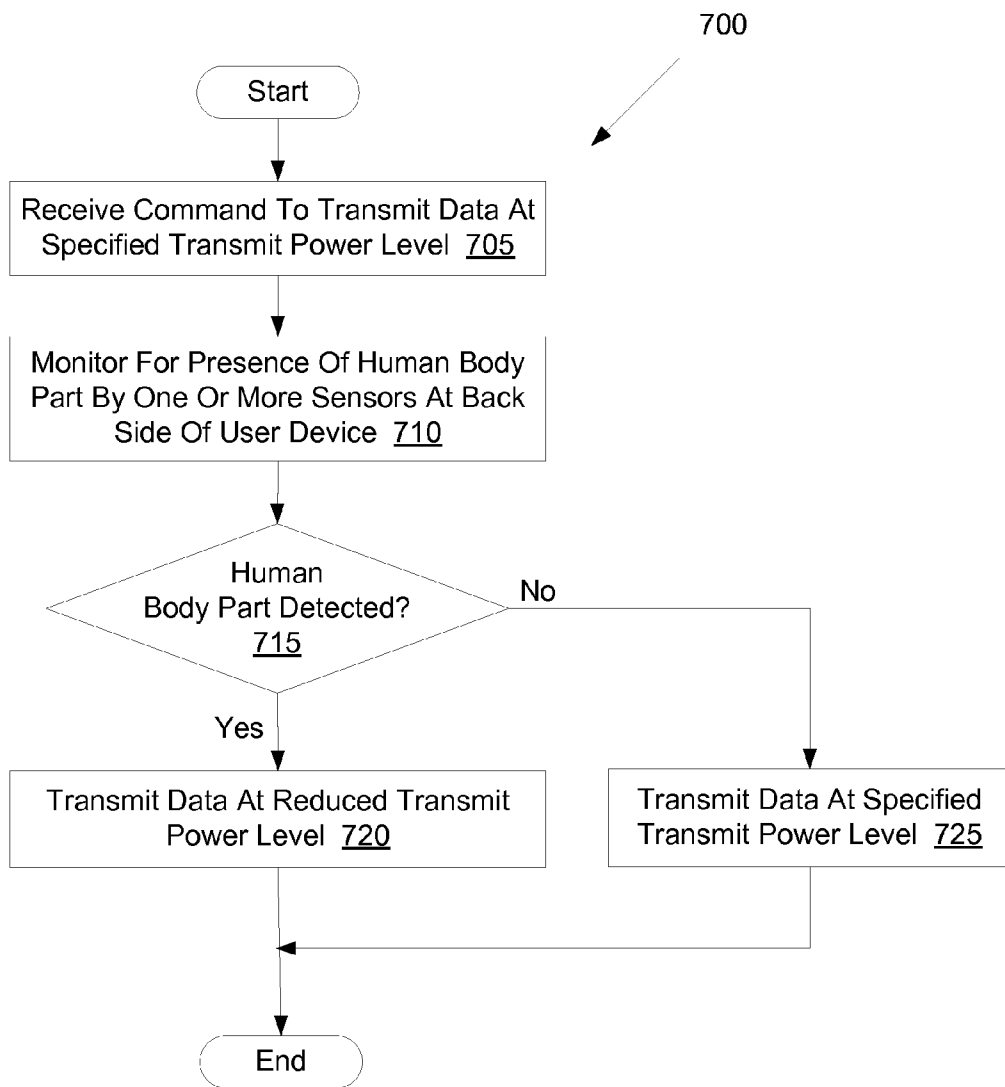 700
Start
Receive Command To Transmit Data At
Specified Transmit Power Level 705
Monitor For Presence Of Human Body
Part By One Or More Sensors At Back
Side Of User Device 710
Human
Body Part Detected?
715
No
Yes
Transmit Data At Reduced Transmit
Power Level 720
Transmit Data At Specified
Transmit Power Level 725
End